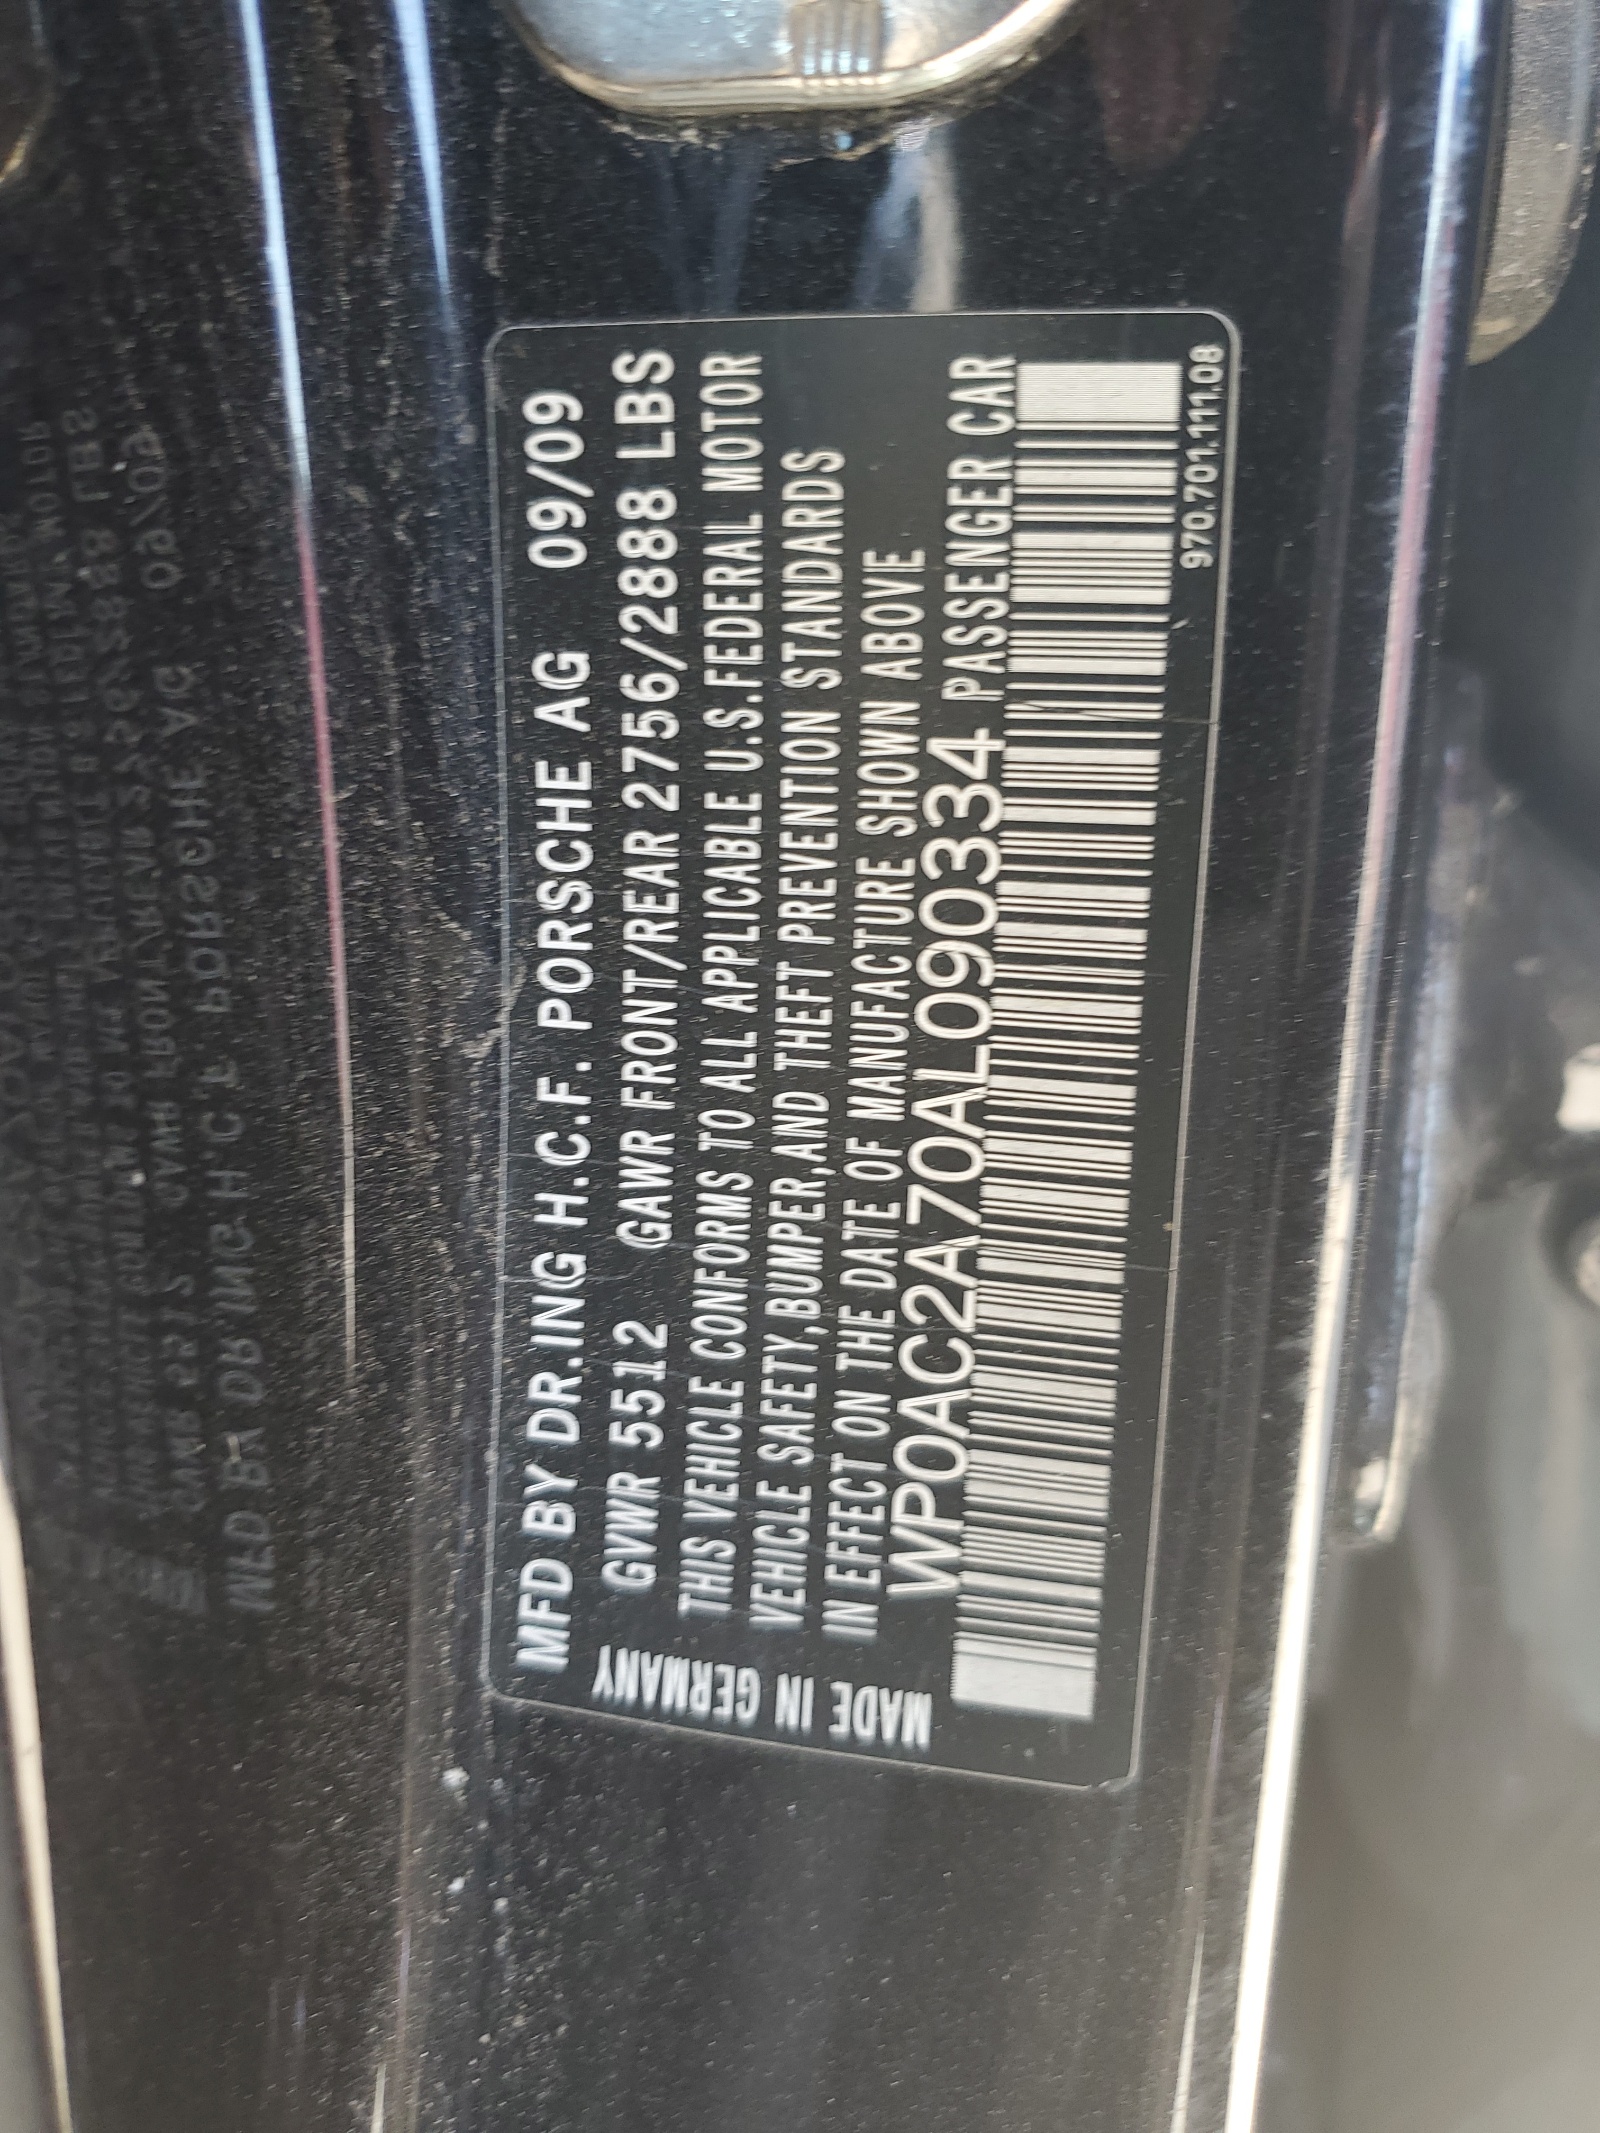 MFD BY DR.ING H.C.F. PORSCHE AG 09/09
GVWR 5512 GAWR FRONT/REAR 2756/2888 LBS
THIS VEHICLE CONFORMS TO ALL APPLICABLE U.S.FEDERAL MOTOR
VEHICLE SAFETY,BUMPER,AND THEFT PREVENTION STANDARDS
IN EFFECT ON THE DATE OF MANUFACTURE SHOWN ABOVE
WP0AC2A70AL090334 PASSENGER CAR
970.701.111.08
MADE IN GERMANY